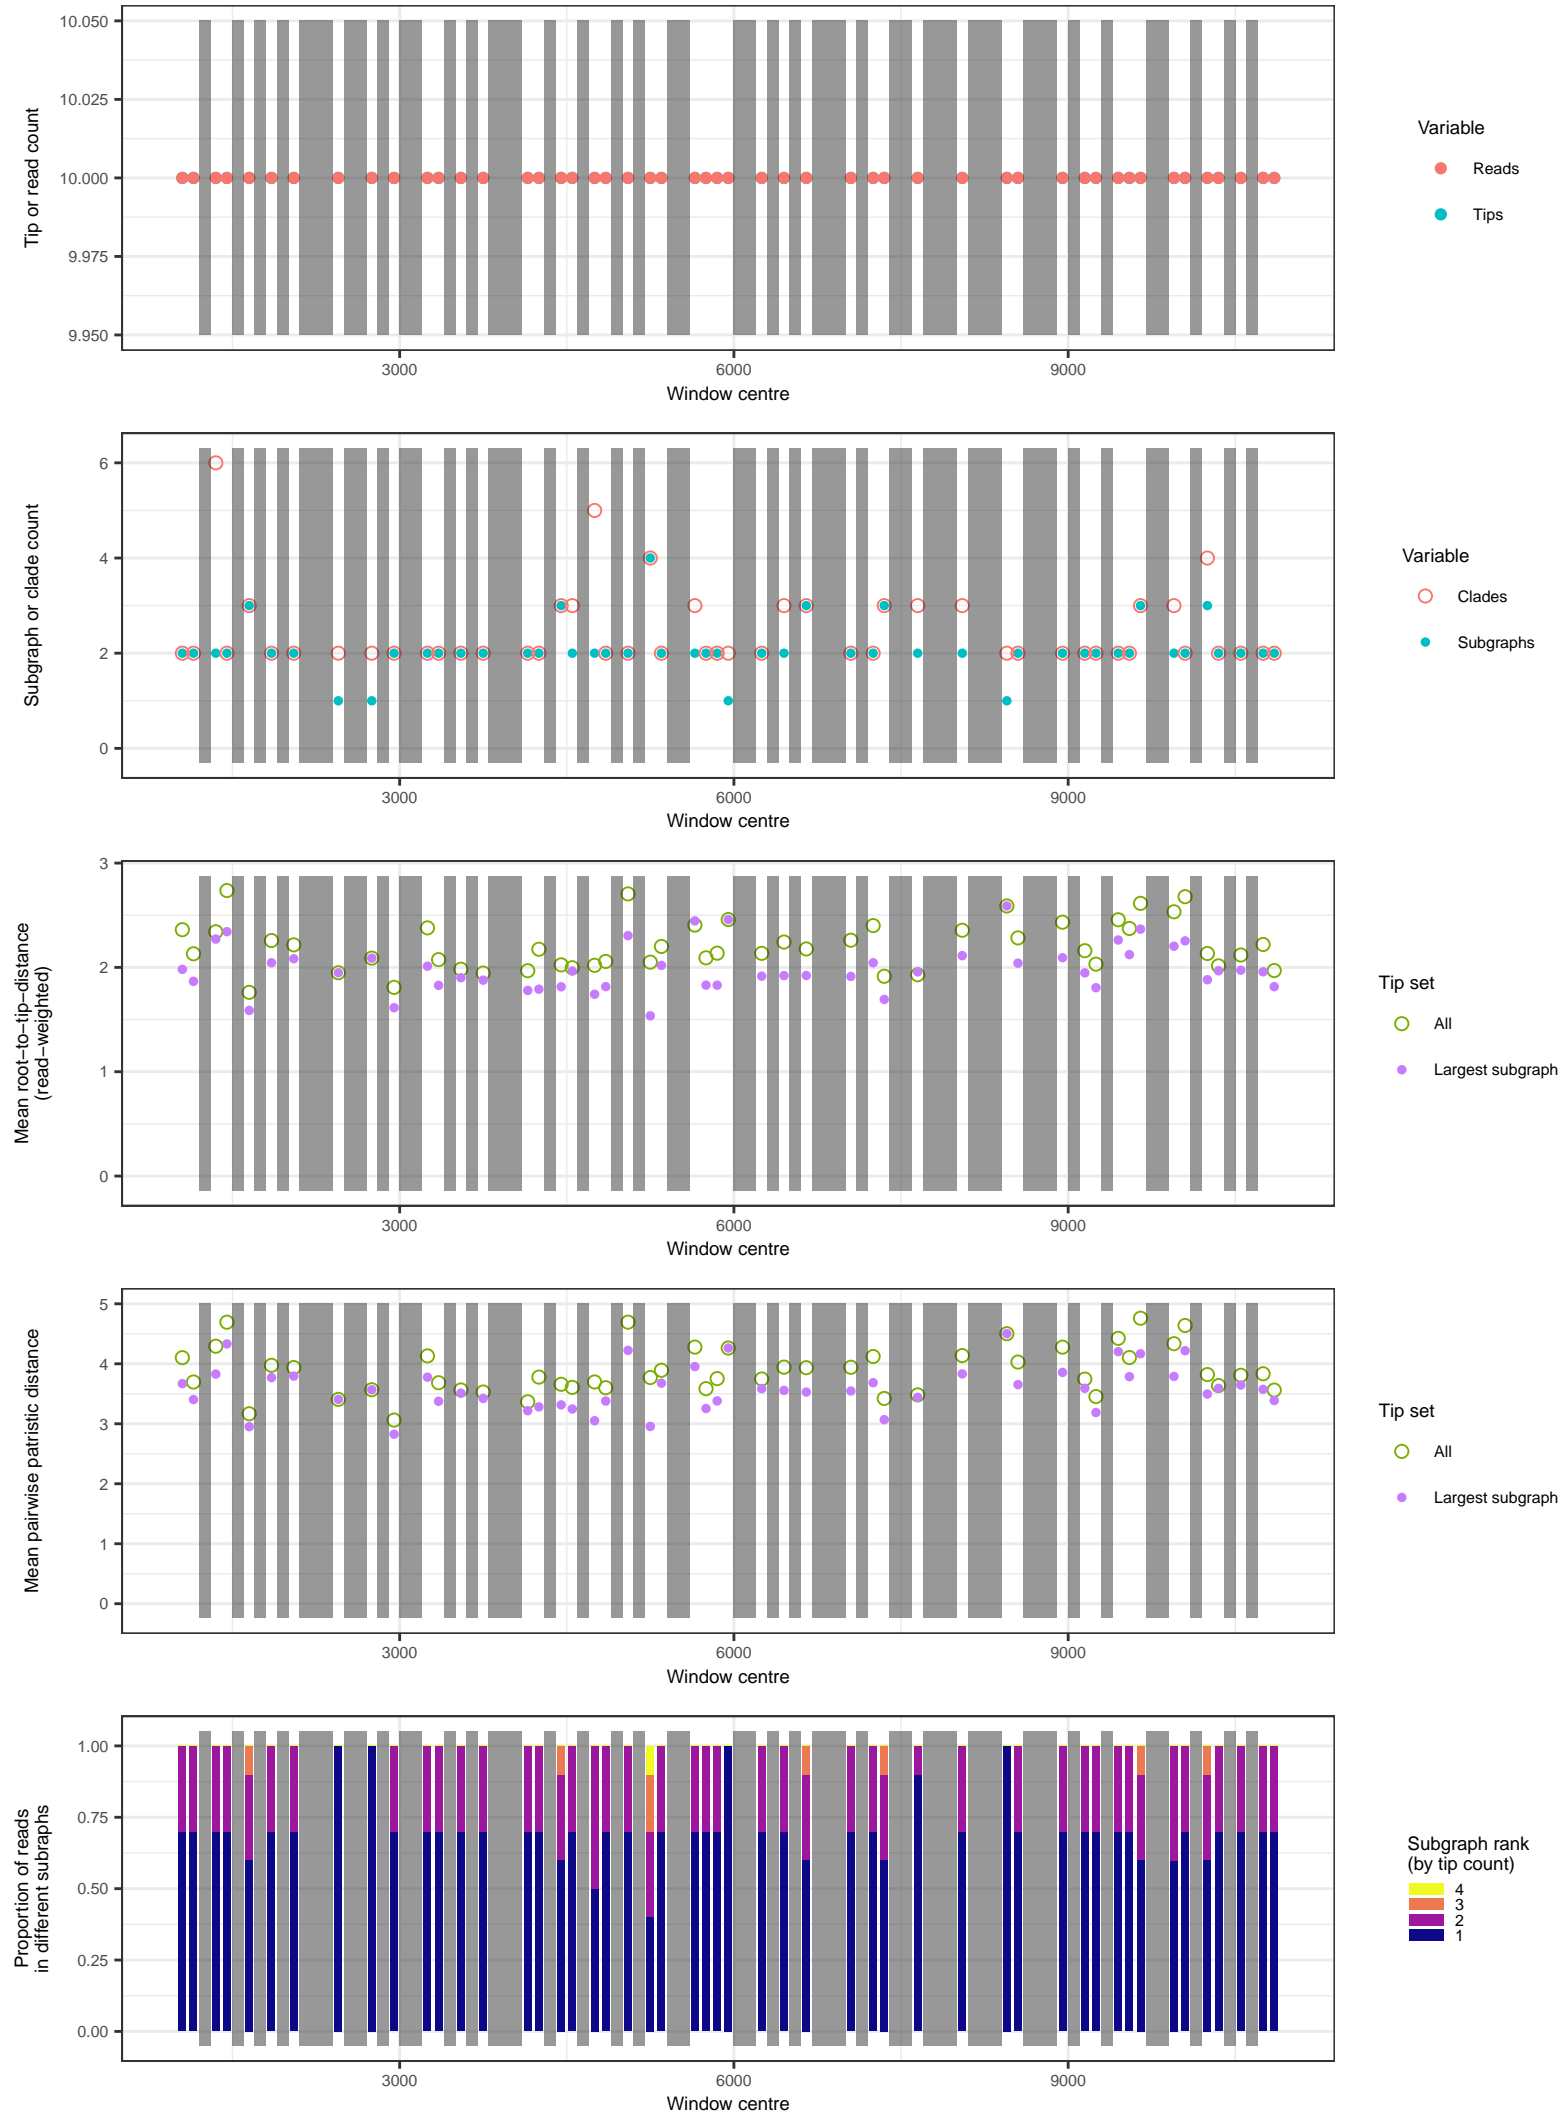 10.050
10.025
10.000
9.975
9.950
Tip or read count
3000
6000
9000
Window centre
Variable
Reads
Tips
6
4
2
0
Subgraph or clade count
3000
6000
9000
Window centre
Variable
Clades
Subgraphs
3
2
1
0
Mean root−to−tip−distance
(read−weighted)
3000
6000
9000
Window centre
Tip set
All
Largest subgraph
5
4
3
2
1
0
Mean pairwise patristic distance
3000
6000
9000
Window centre
Tip set
All
Largest subgraph
1.00
0.75
0.50
0.25
0.00
Proportion of reads
in different subraphs
3000
6000
9000
Window centre
Subgraph rank
(by tip count)
4
3
2
1